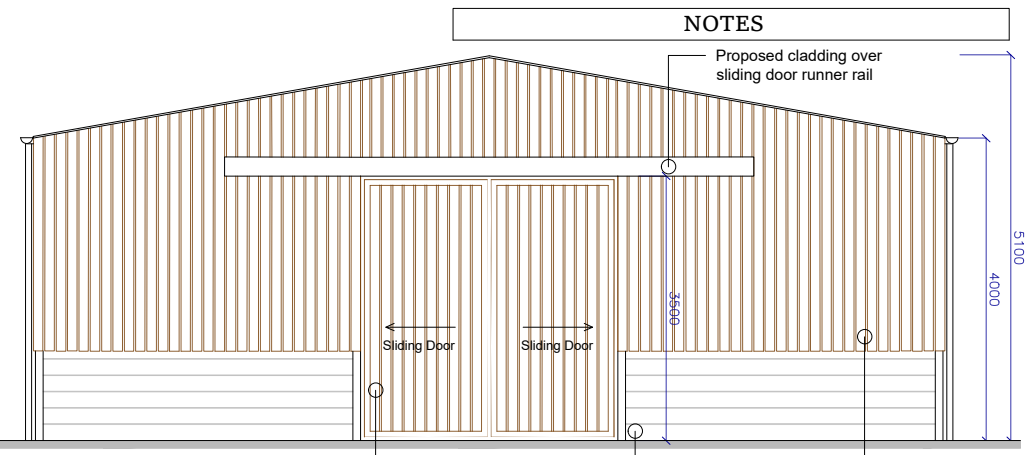 NOTES
Proposed cladding over
sliding door runner rail
5100
4000
3500
Sliding Door
Sliding Door